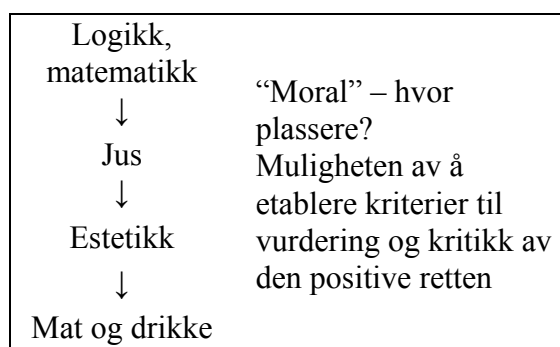 Logikk,
matematikk
↓
Jus
↓
Estetikk
↓
Mat og drikke
“Moral” – hvor
plassere?
Muligheten av å
etablere kriterier til
vurdering og kritikk av
den positive retten